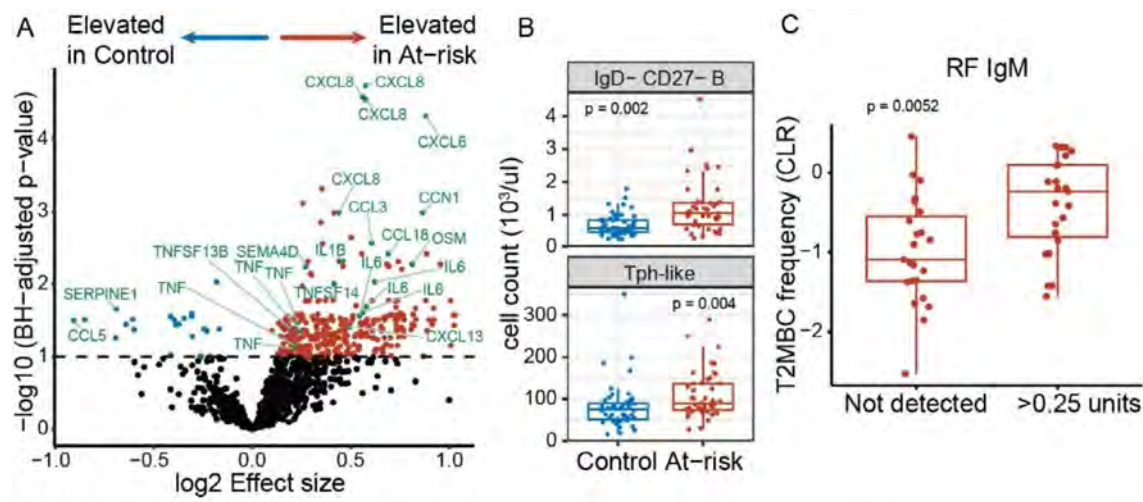 A
Elevated
in Control
Elevated
in At−risk
−log10 (BH−adjusted p−value)
4
3
2
1
0
CXCL8
CXCL8
CXCL8
CXCL6
CXCL8
CCN1
CCL3
CCL18
OSM
TNFSF13B
SEMA4D
IL1B
IL6
IL6
TNF
TNF
TNFSF14
IL6
IL6
SERPINE1
TNF
CCL5
CXCL13
TNF
−1.0
−0.5
0.0
0.5
1.0
log2 Effect size
B
IgD− CD27− B
p = 0.002
4
3
2
1
0
cell count (10³/ul)
Tph−like
p = 0.004
300
200
100
0
Control At−risk
C
RF IgM
p = 0.0052
T2MBC frequency (CLR)
0
−1
−2
Not detected
>0.25 units